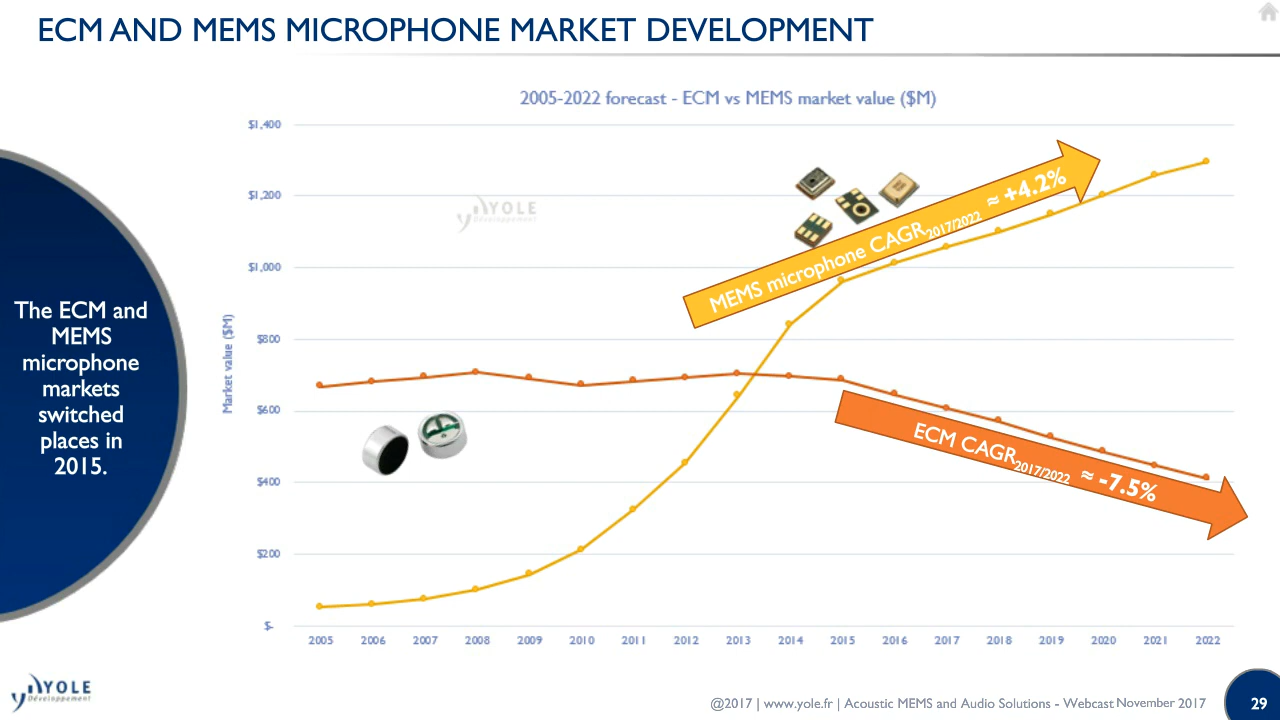 ECM AND MEMS MICROPHONE MARKET DEVELOPMENT
2005-2022 forecast - ECM vs MEMS market value ($M)
The ECM and
MEMS
microphone
markets
switched
places in
2015.
Market value ($M)
$1,400
$1,200
$1,000
$800
$600
$400
$200
$-
YOLE
Développement
MEMS microphone CAGR2017/2022 ≈ +4.2%
ECM CAGR2017/2022 ≈ -7.5%
2005 2006 2007 2008 2009 2010 2011 2012 2013 2014 2015 2016 2017 2018 2019 2020 2021 2022
YOLE
Développement
@2017 | www.yole.fr | Acoustic MEMS and Audio Solutions - Webcast November 2017
29